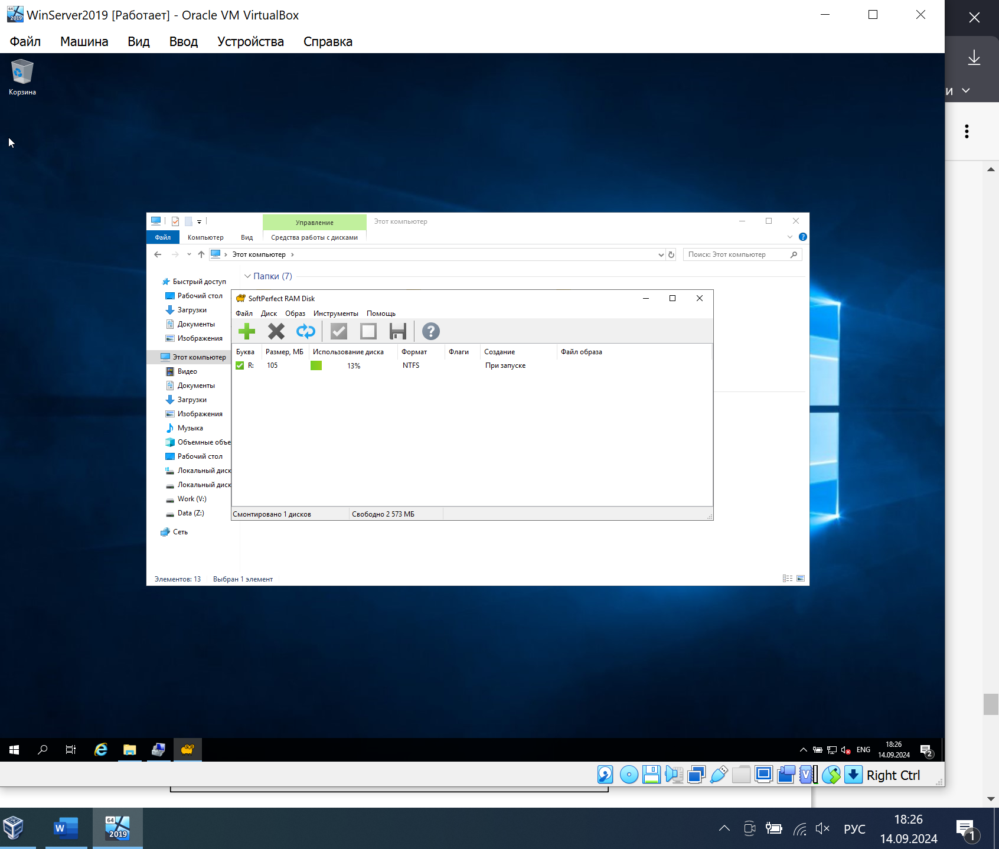 WinServer2019 [Работает] - Oracle VM VirtualBox
Файл Машина Вид Ввод Устройства Справка
и
Корзина
Управление Этот компьютер
Файл Компьютер Вид Средства работы с дисками
Этот компьютер Поиск: Этот компьютер
Папки (7)
Быстрый доступ
Рабочий стол
Загрузки
Документы
Изображения
Этот компьютер
Видео
Документы
Загрузки
Изображения
Музыка
Объемные объе
Рабочий стол
Локальный диск
Локальный диск
Work (V:)
Data (Z:)
Сеть
Элементов: 13 Выбран 1 элемент
SoftPerfect RAM Disk
Файл Диск Образ Инструменты Помощь
Буква Размер, МБ Использование диска Формат Флаги Создание Файл образа
R: 105 13% NTFS При запуске
Смонтировано 1 дисков Свободно 2 573 МБ
ENG 18:26
14.09.2024 2
Right Ctrl
W 64 2019 РУС 18:26
14.09.2024 1